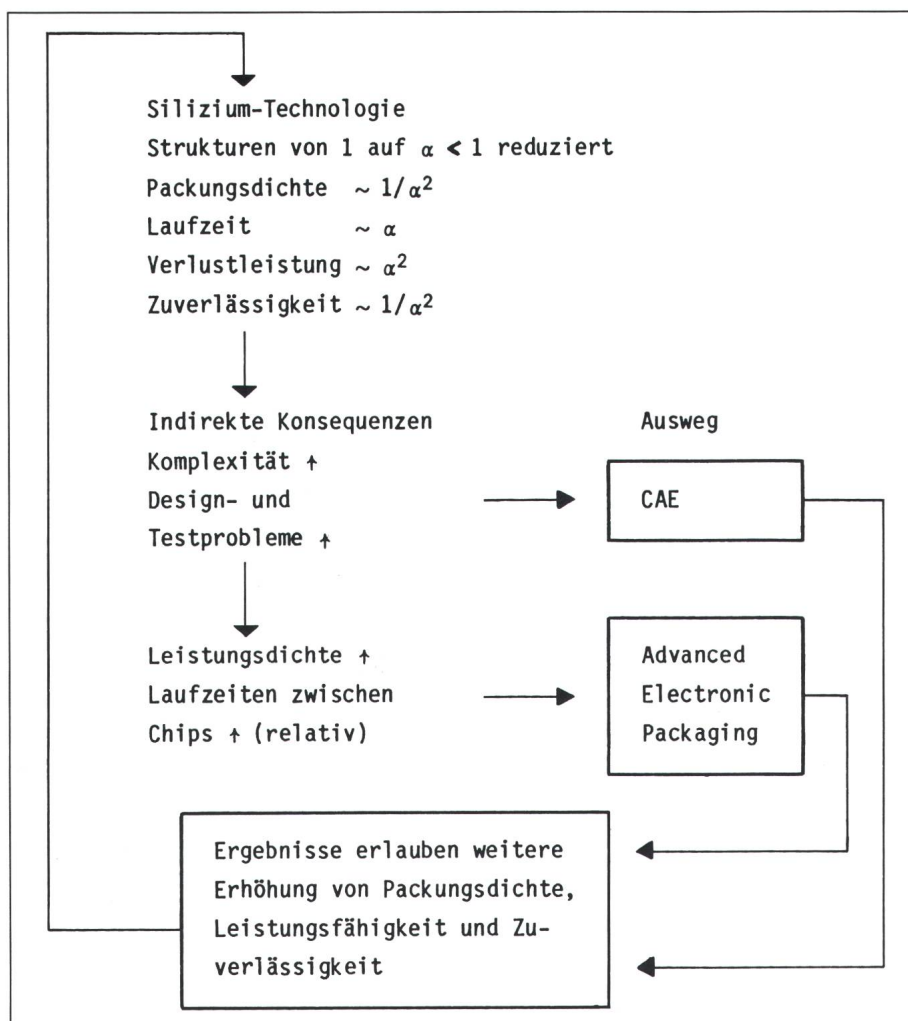 Silizium-Technologie
Strukturen von 1 auf α < 1 reduziert
Packungsdichte ~ 1/α²
Laufzeit ~ α
Verlustleistung ~ α²
Zuverlässigkeit ~ 1/α²
Indirekte Konsequenzen
Komplexität ↑
Design- und
Testprobleme ↑
Ausweg
CAE
Leistungsdichte ↑
Laufzeiten zwischen
Chips ↑ (relativ)
Advanced
Electronic
Packaging
Ergebnisse erlauben weitere
Erhöhung von Packungsdichte,
Leistungsfähigkeit und Zu-
verlässigkeit